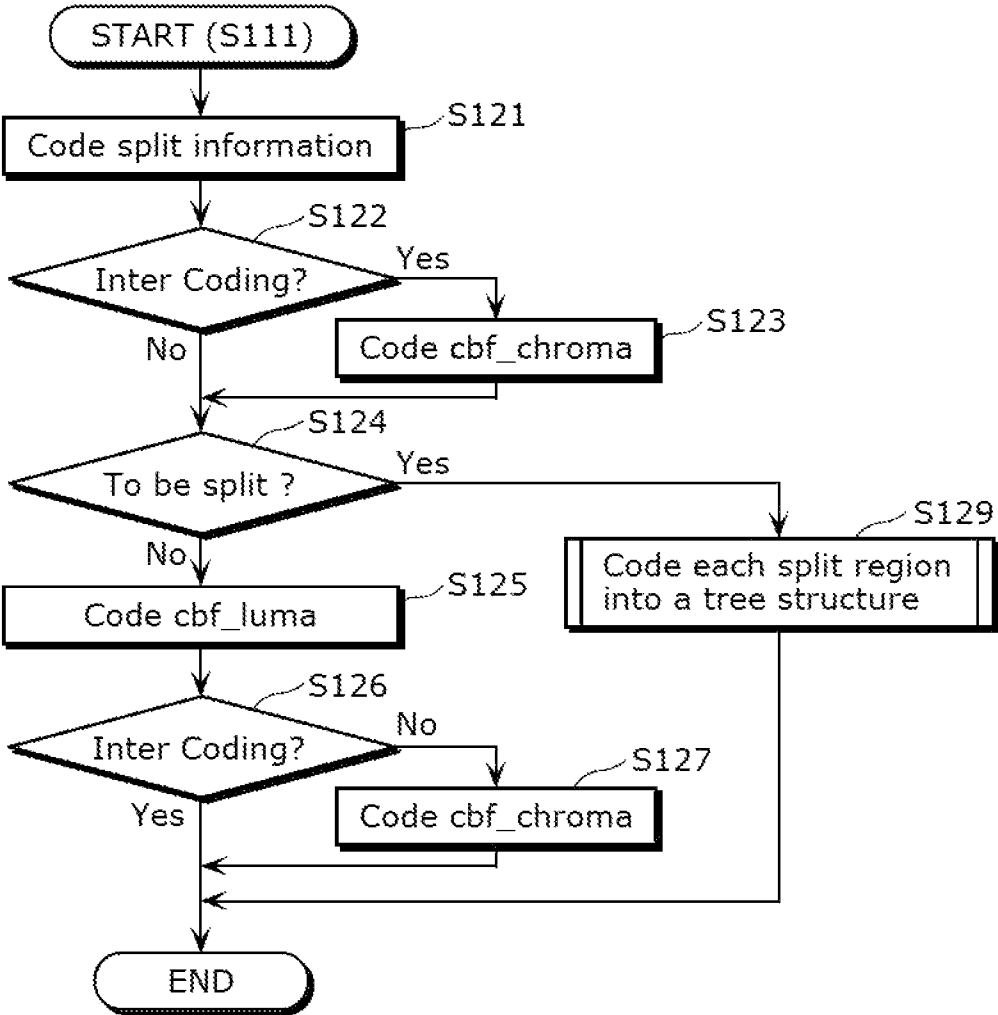 START (S111)
S121
Code split information
S122
Inter Coding?
Yes
No
S123
Code cbf_chroma
S124
To be split ?
Yes
No
S129
Code each split region
into a tree structure
S125
Code cbf_luma
S126
Inter Coding?
No
Yes
S127
Code cbf_chroma
END